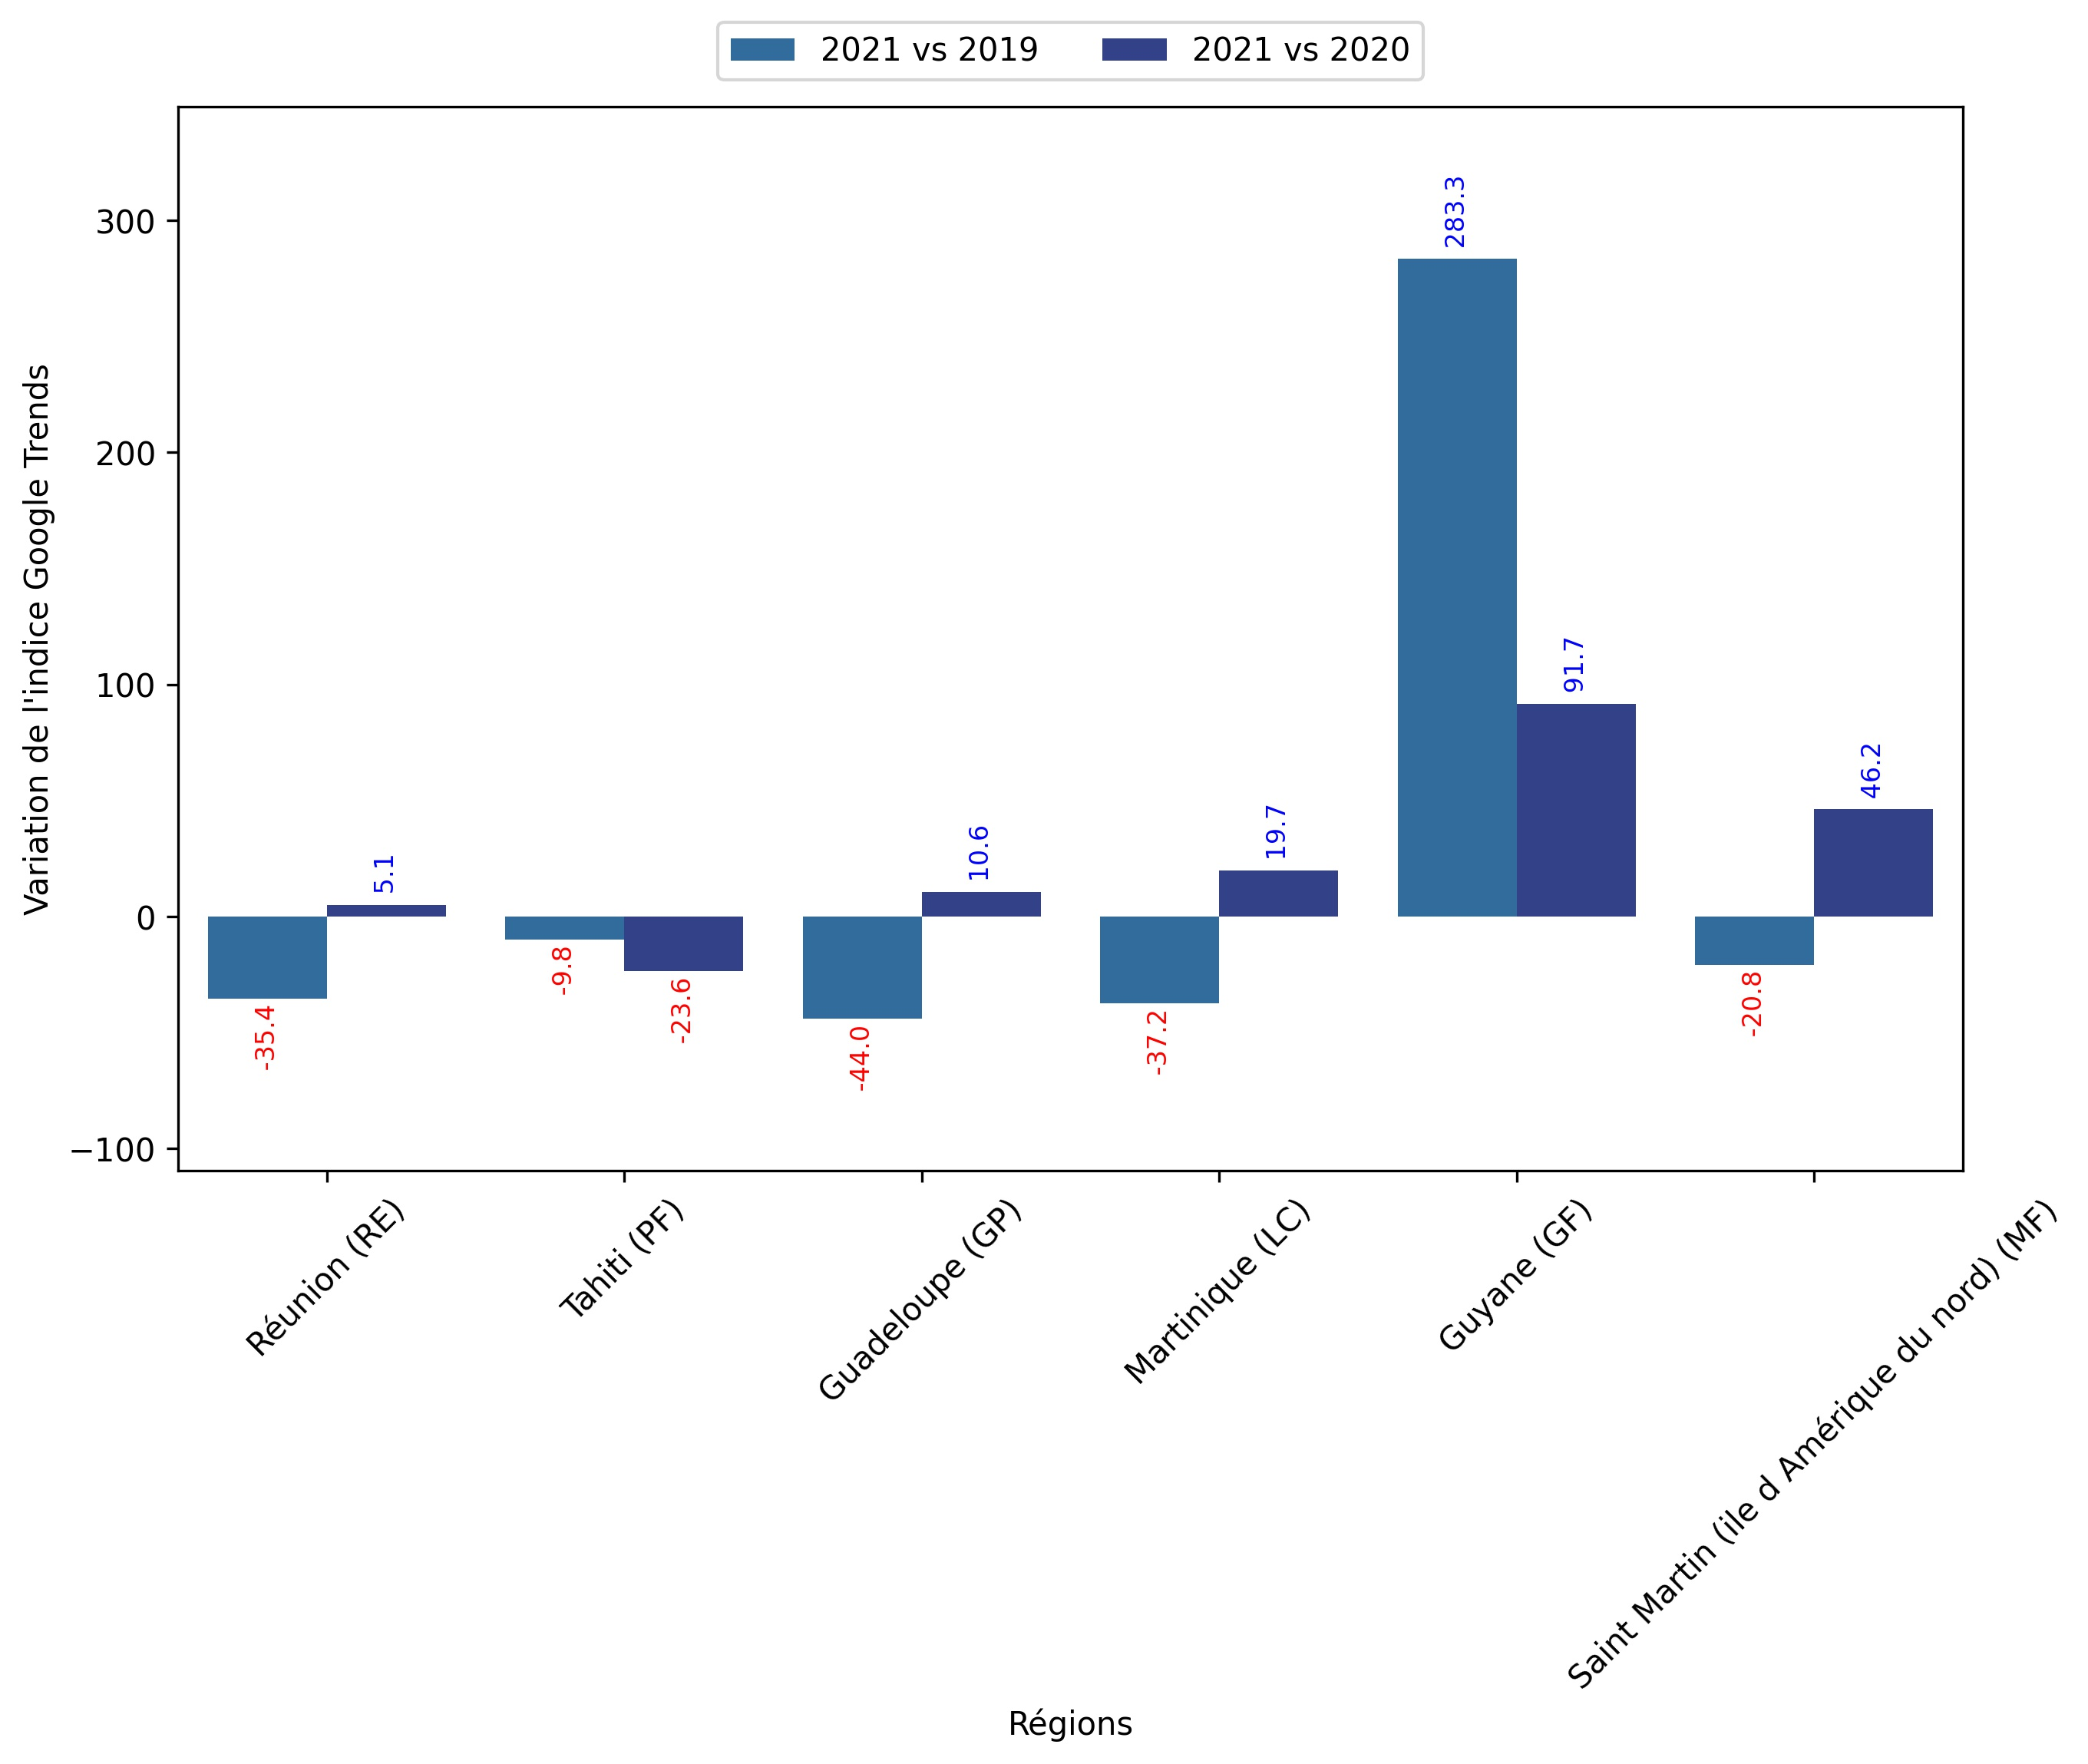 2021 vs 2019
2021 vs 2020
Variation de l'indice Google Trends
300
200
100
0
−100
-35.4
5.1
-9.8
-23.6
-44.0
10.6
-37.2
19.7
283.3
91.7
-20.8
46.2
Réunion (RE)
Tahiti (PF)
Guadeloupe (GP)
Martinique (LC)
Guyane (GF)
Saint Martin (ile d Amérique du nord) (MF)
Régions